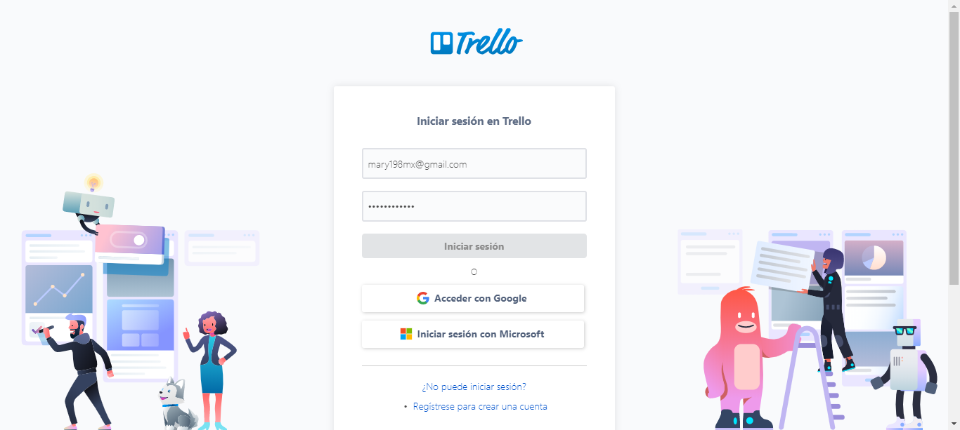 Trello
Iniciar sesión en Trello
mary198mx@gmail.com
••••••••••••
Iniciar sesión
O
Acceder con Google
Iniciar sesión con Microsoft
¿No puede iniciar sesión?
• Regístrese para crear una cuenta